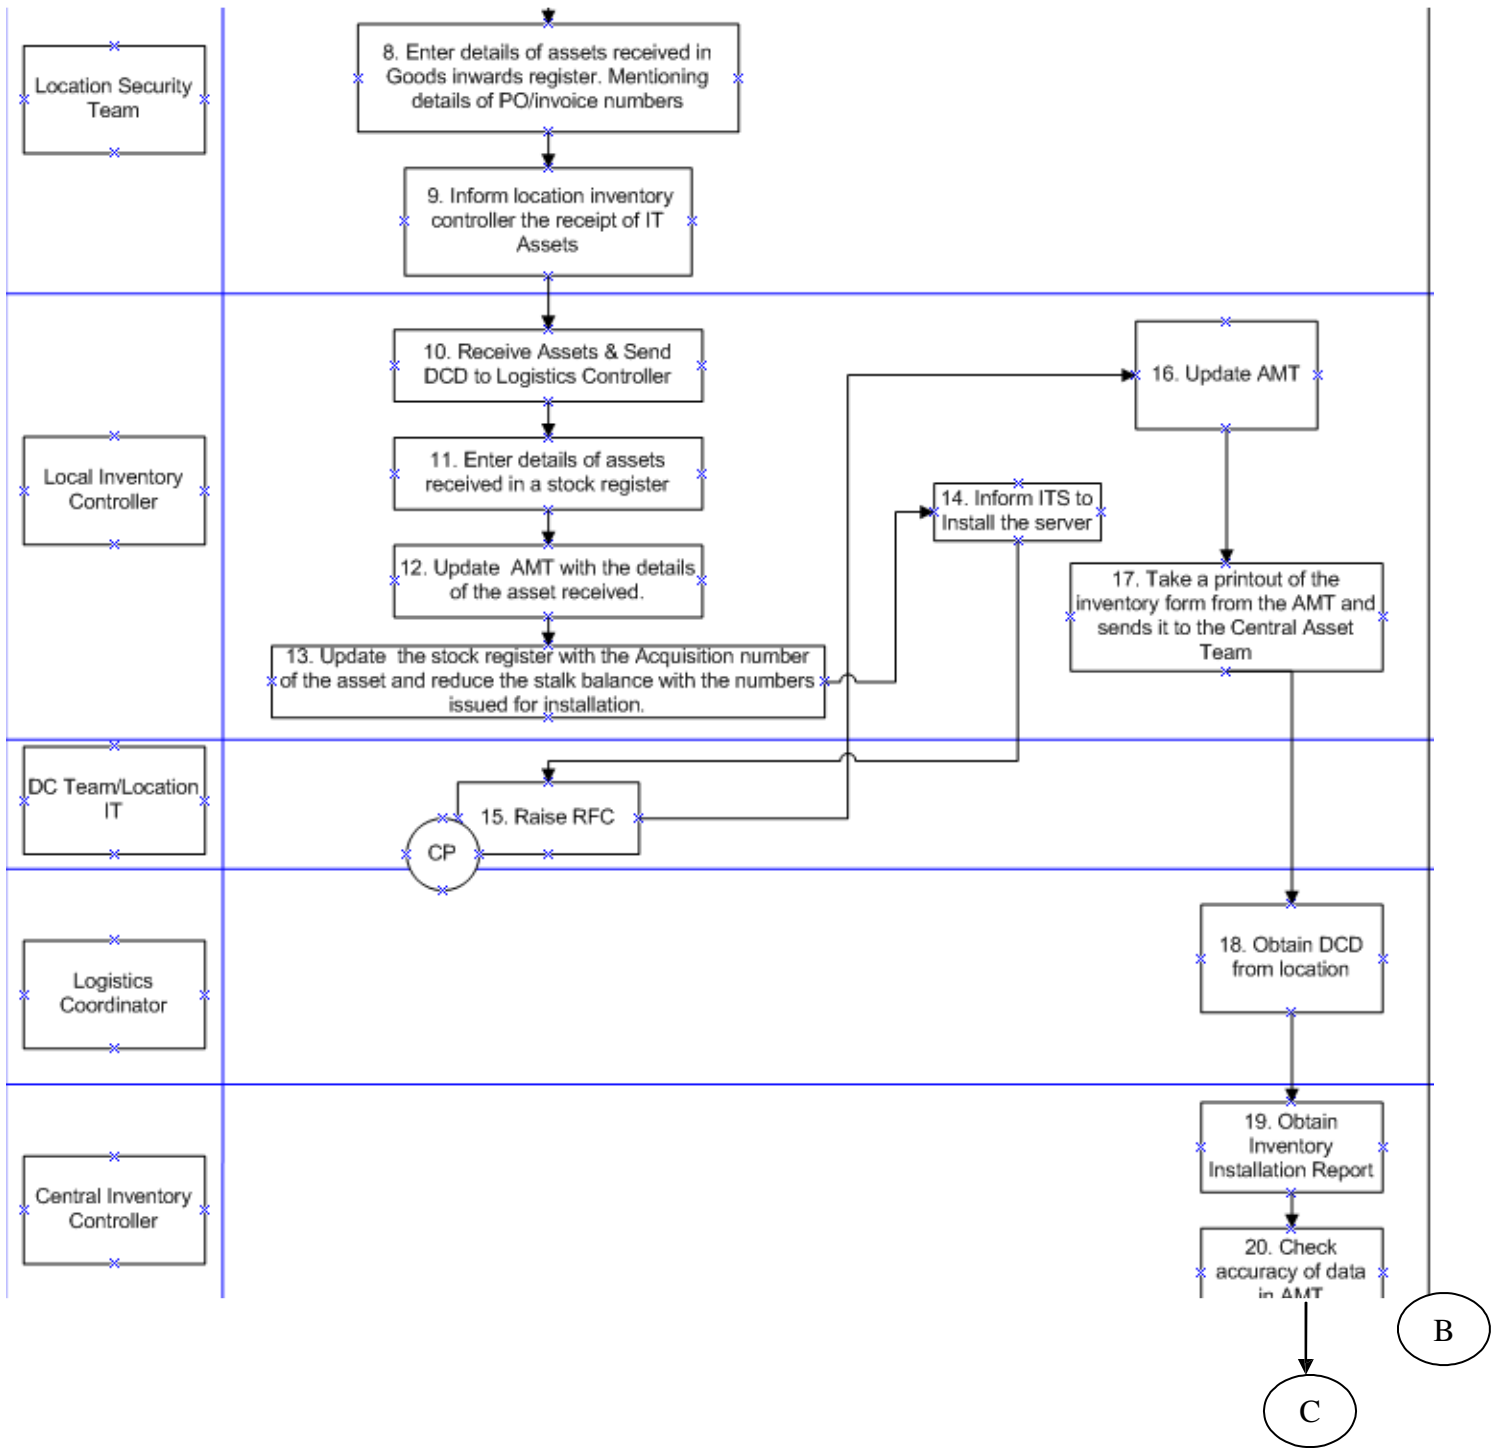 Location Security
Team
8. Enter details of assets received in
Goods inwards register. Mentioning
details of PO/invoice numbers
9. Inform location inventory
controller the receipt of IT
Assets
Local Inventory
Controller
10. Receive Assets & Send
DCD to Logistics Controller
11. Enter details of assets
received in a stock register
12. Update AMT with the details
of the asset received.
13. Update the stock register with the Acquisition number
of the asset and reduce the stalk balance with the numbers
issued for installation.
14. Inform ITS to
Install the server
16. Update AMT
17. Take a printout of the
inventory form from the AMT and
sends it to the Central Asset
Team
DC Team/Location
IT
15. Raise RFC
CP
Logistics
Coordinator
18. Obtain DCD
from location
Central Inventory
Controller
19. Obtain
Inventory
Installation Report
20. Check
accuracy of data
in AMT
B
C